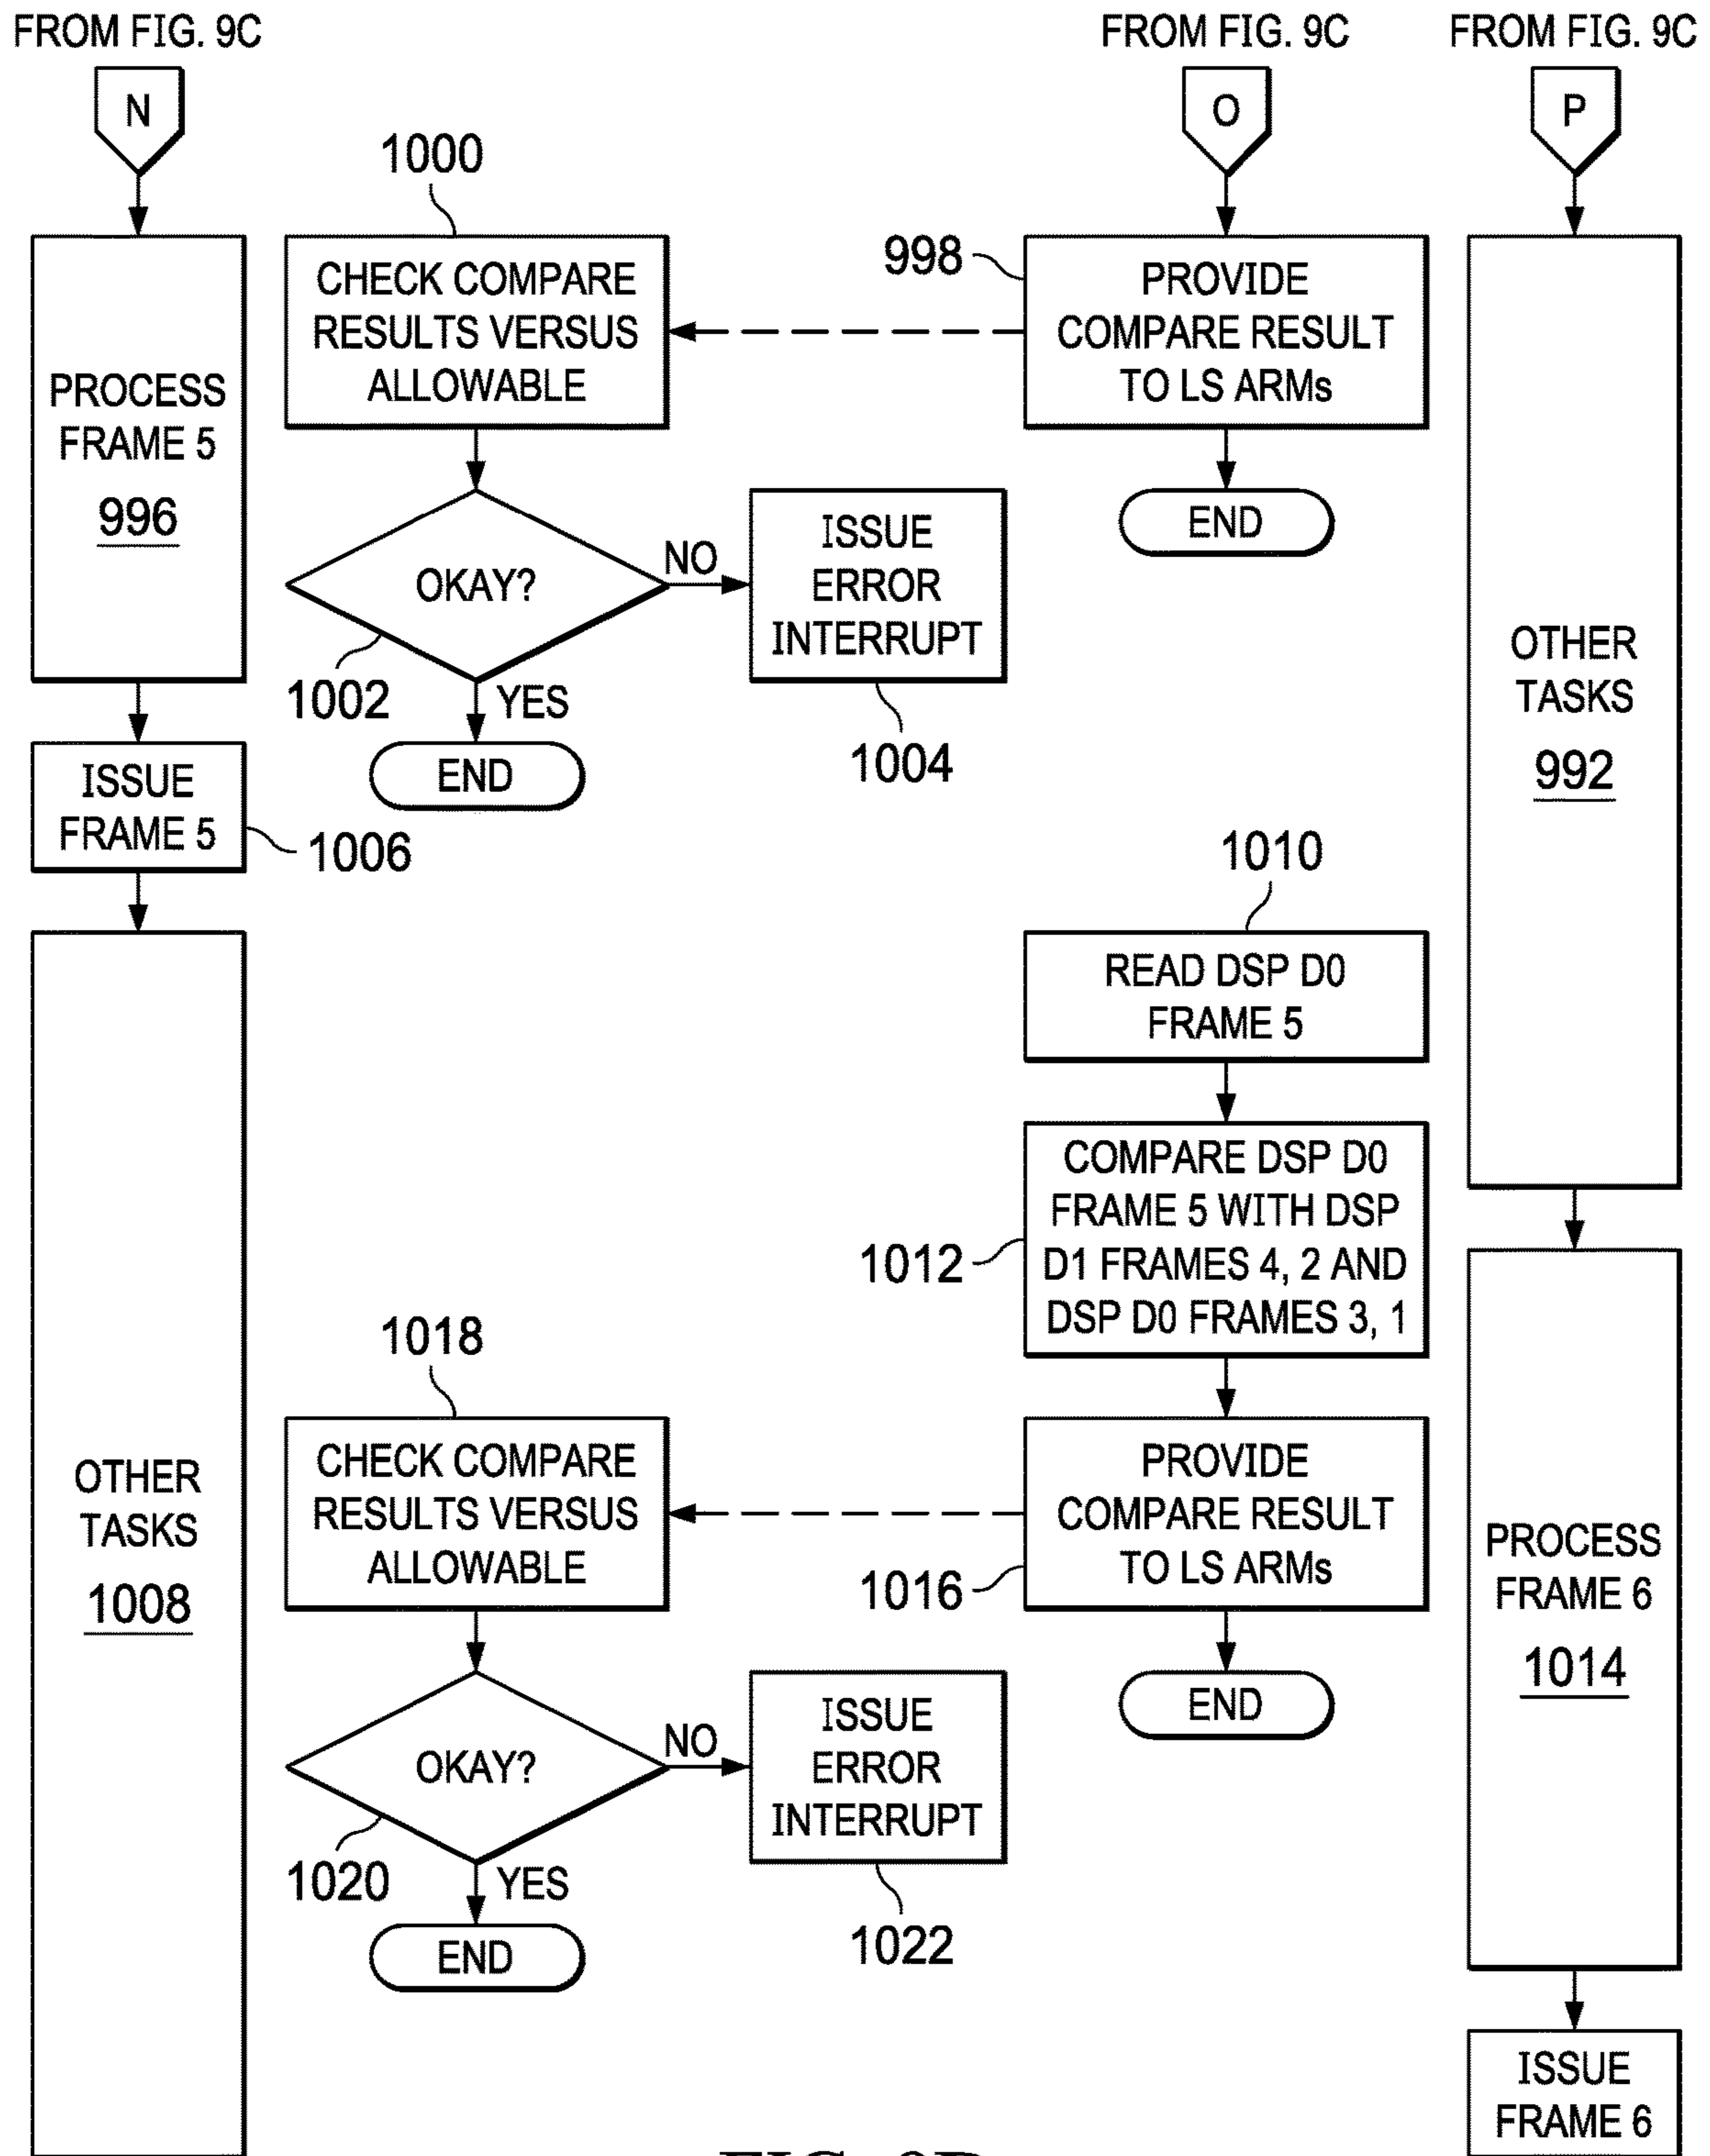 FROM FIG. 9C
FROM FIG. 9C
FROM FIG. 9C
N
O
P
1000
998
CHECK COMPARE
RESULTS VERSUS
ALLOWABLE
PROVIDE
COMPARE RESULT
TO LS ARMs
PROCESS
FRAME 5
996
OKAY?
NO
YES
1002
ISSUE
ERROR
INTERRUPT
1004
END
END
OTHER
TASKS
992
ISSUE
FRAME 5
1006
1010
READ DSP D0
FRAME 5
1012
COMPARE DSP D0
FRAME 5 WITH DSP
D1 FRAMES 4, 2 AND
DSP D0 FRAMES 3, 1
1018
CHECK COMPARE
RESULTS VERSUS
ALLOWABLE
PROVIDE
COMPARE RESULT
TO LS ARMs
1016
OTHER
TASKS
1008
PROCESS
FRAME 6
1014
OKAY?
NO
YES
1020
ISSUE
ERROR
INTERRUPT
1022
END
END
ISSUE
FRAME 6